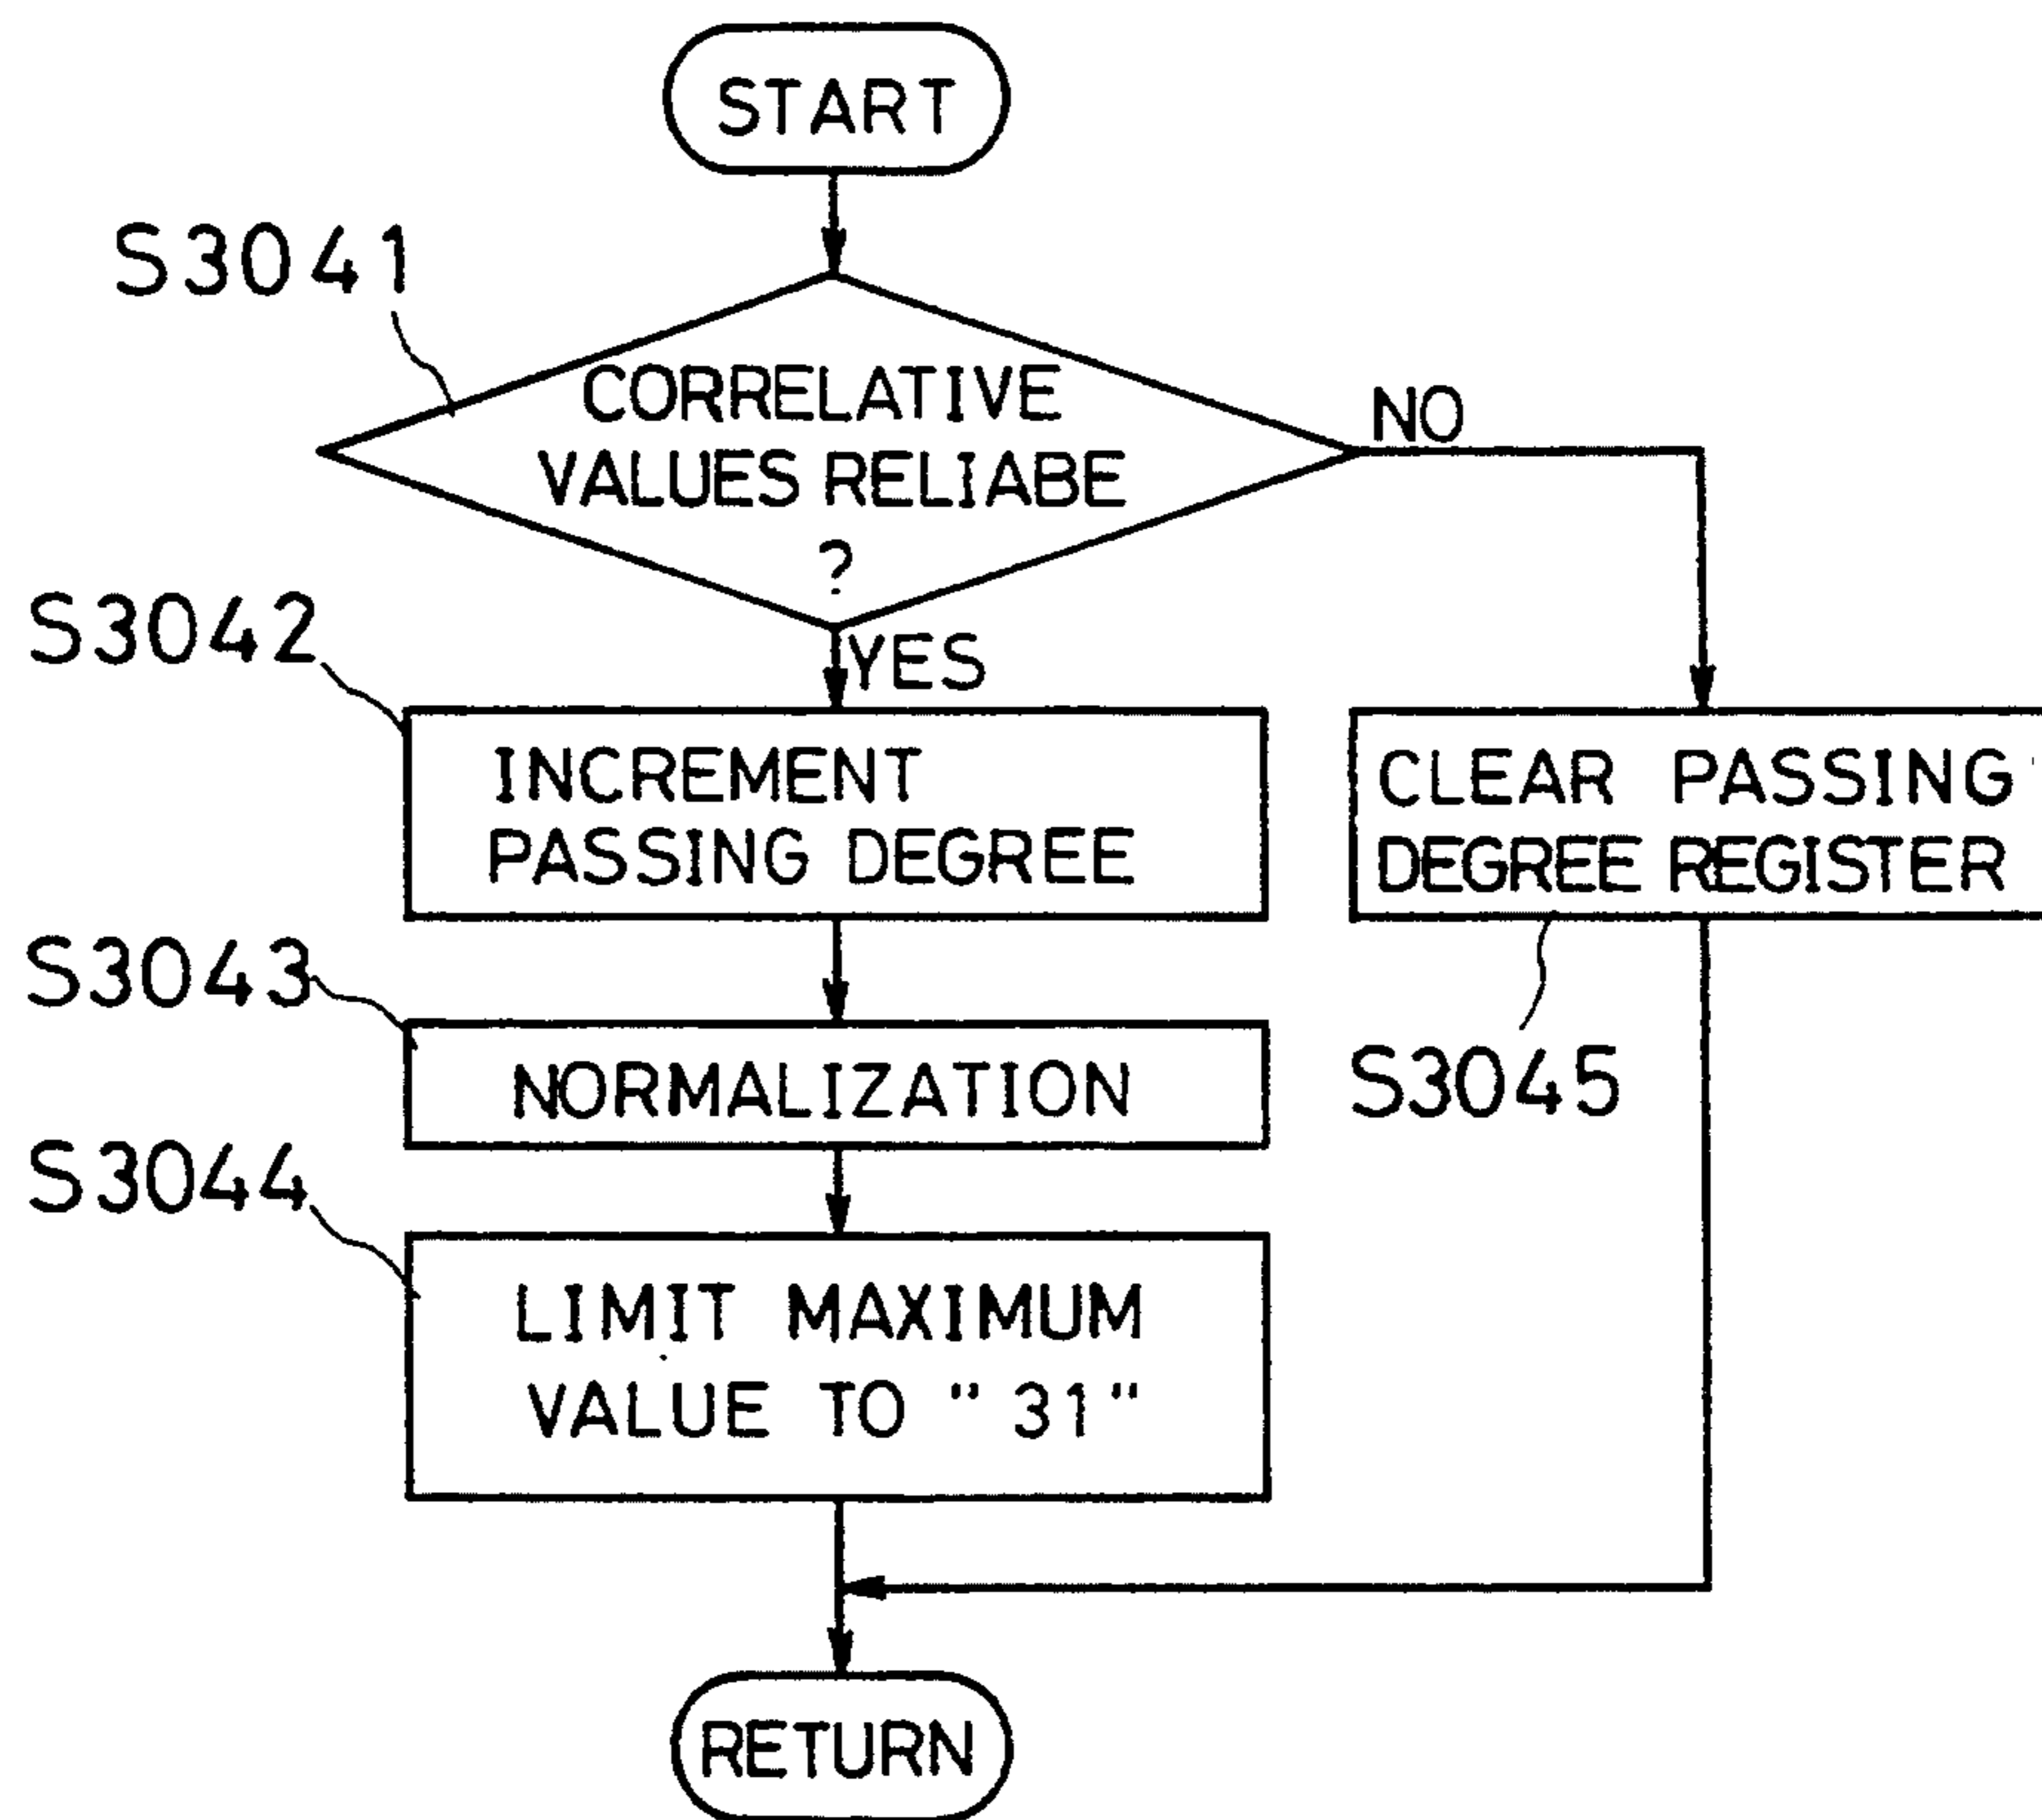 START
S3041
CORRELATIVE
VALUES RELIABE
?
NO
YES
S3042
INCREMENT
PASSING DEGREE
CLEAR PASSING
DEGREE REGISTER
S3043
NORMALIZATION
S3045
S3044
LIMIT MAXIMUM
VALUE TO "31"
RETURN